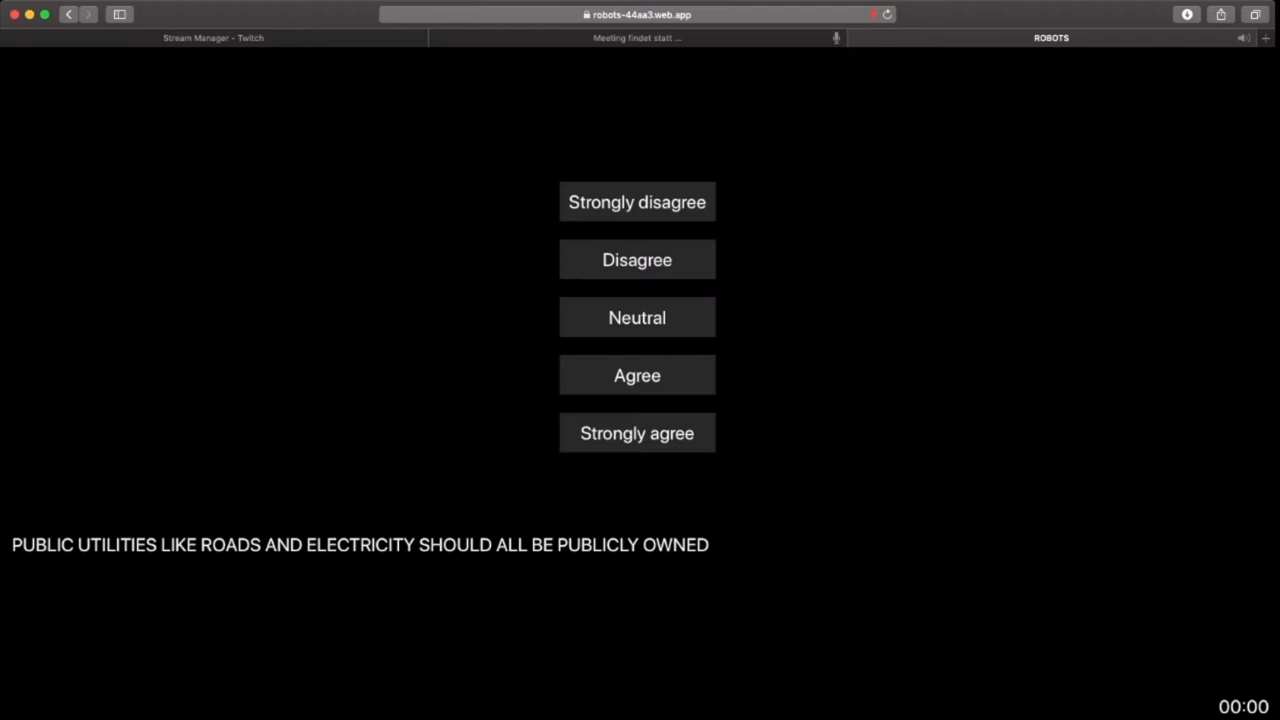 robots-44aa3.web.app
Stream Manager - Twitch
Meeting findet statt ...
ROBOTS
Strongly disagree
Disagree
Neutral
Agree
Strongly agree
PUBLIC UTILITIES LIKE ROADS AND ELECTRICITY SHOULD ALL BE PUBLICLY OWNED
00:00